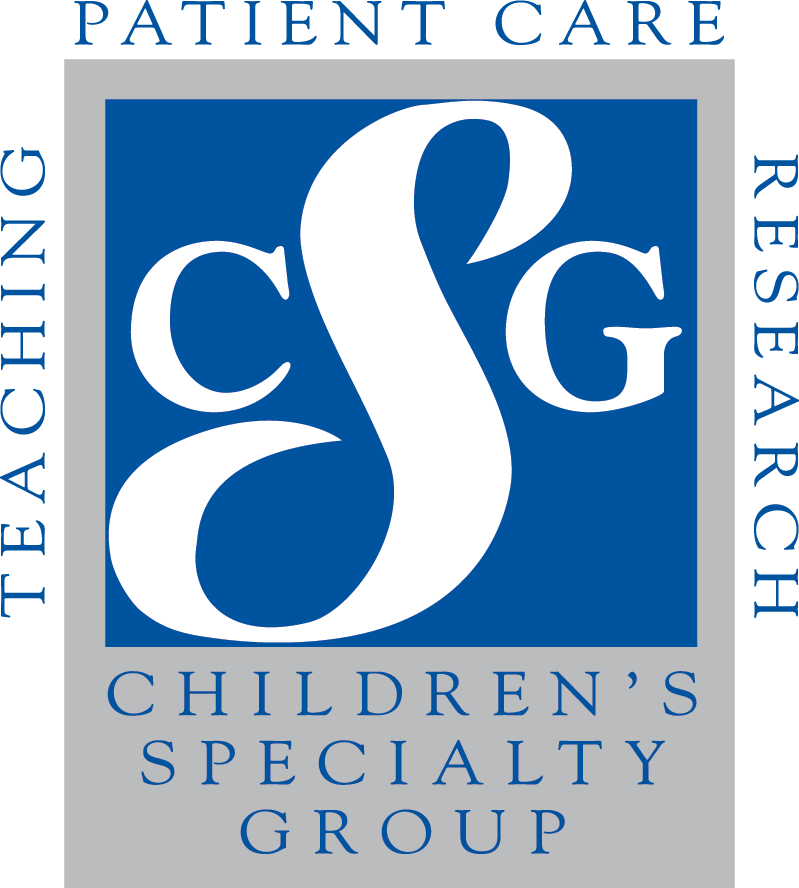 PATIENT CARE
TEACHING
RESEARCH
CSG
CHILDREN’S
SPECIALTY
GROUP